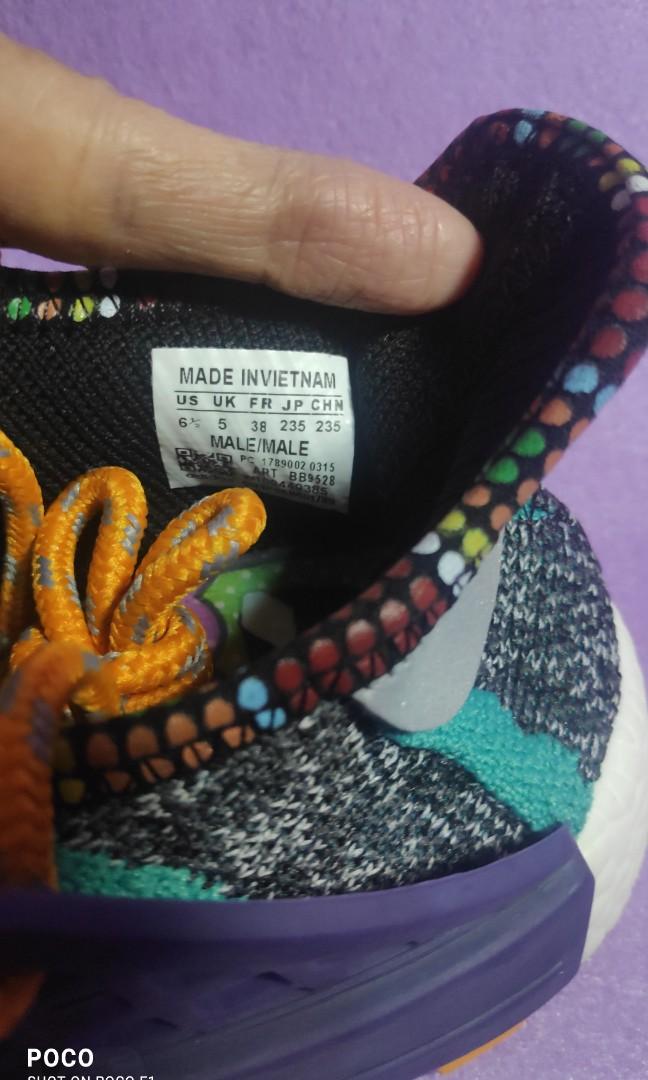 MADE INVIETNAM
US UK FR JP CHN
6½ 5 38 235 235
MALE/MALE
PC 1789002 0315
ART BB9528
POCO
SHOT ON POCO F1